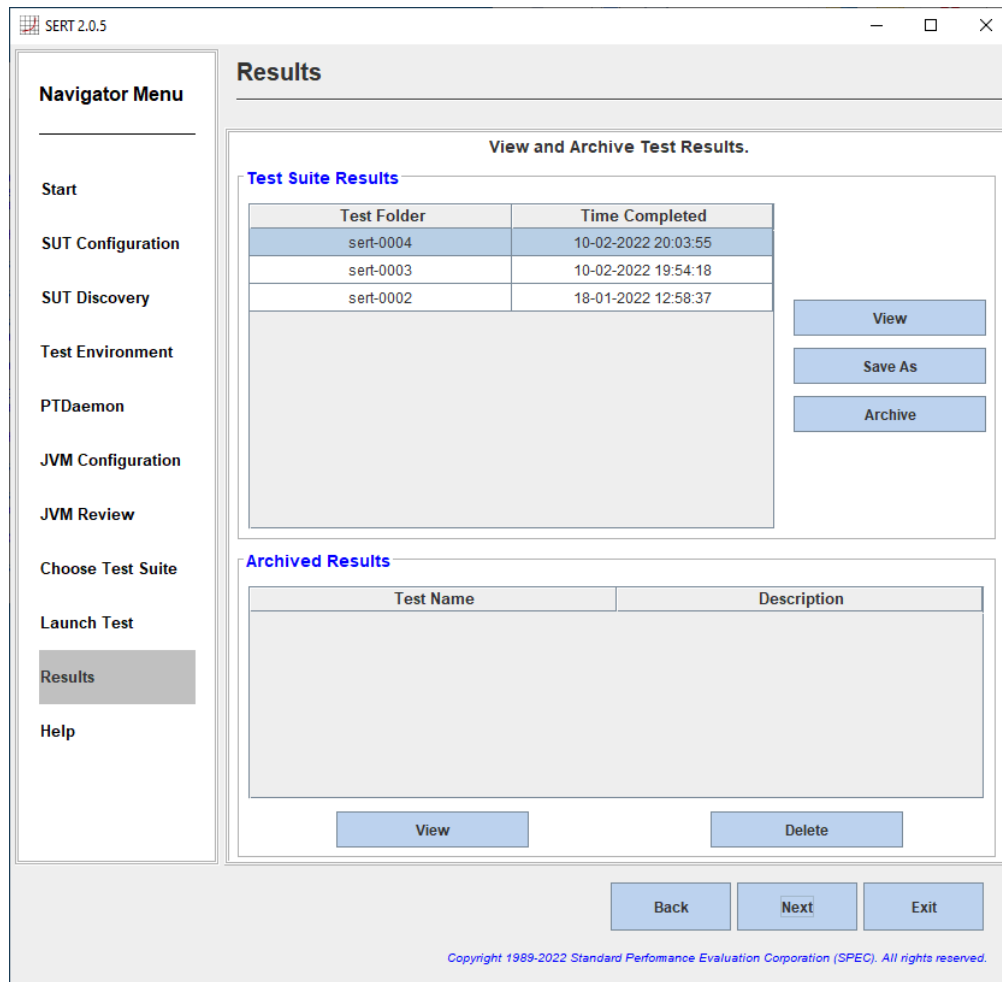 SERT 2.0.5
Navigator Menu
Start
SUT Configuration
SUT Discovery
Test Environment
PTDaemon
JVM Configuration
JVM Review
Choose Test Suite
Launch Test
Results
Help
Results
View and Archive Test Results.
Test Suite Results
Test Folder Time Completed
sert-0004 10-02-2022 20:03:55
sert-0003 10-02-2022 19:54:18
sert-0002 18-01-2022 12:58:37
View
Save As
Archive
Archived Results
Test Name Description
View Delete
Back Next Exit
Copyright 1989-2022 Standard Perfomance Evaluation Corporation (SPEC). All rights reserved.